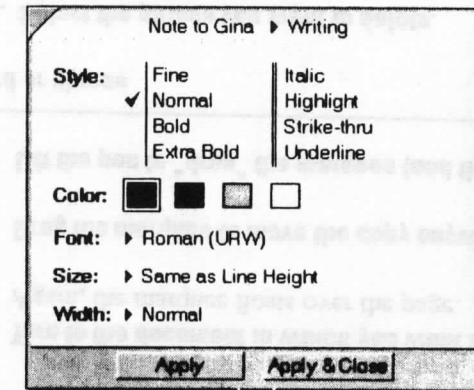 Note to Gina ▸ Writing
Style: Fine Italic
✓ Normal Highlight
Bold Strike-thru
Extra Bold Underline
Color:
Font: ▸ Roman (URW)
Size: ▸ Same as Line Height
Width: ▸ Normal
Apply Apply & Close